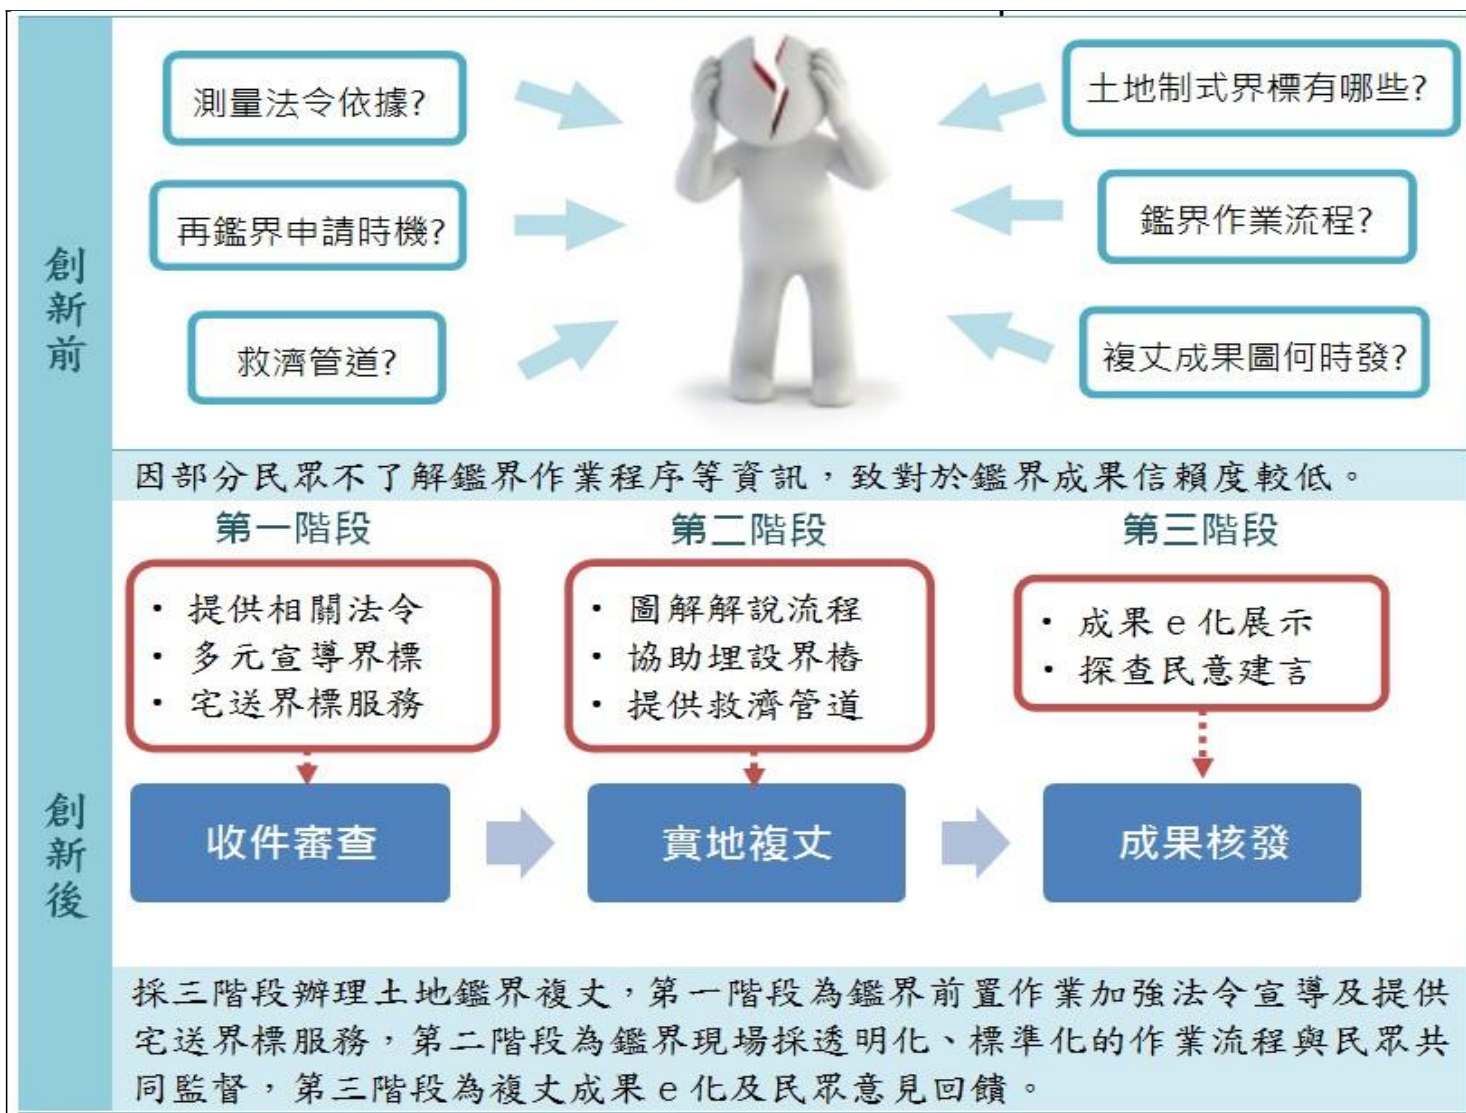 創新前
測量法令依據?
土地制式界標有哪些?
再鑑界申請時機?
鑑界作業流程?
救濟管道?
複丈成果圖何時發?
因部分民眾不了解鑑界作業程序等資訊，致對於鑑界成果信賴度較低。
創新後
第一階段
・提供相關法令
・多元宣導界標
・宅送界標服務
收件審查
第二階段
・圖解解說流程
・協助埋設界樁
・提供救濟管道
實地複丈
第三階段
・成果e化展示
・探查民意建言
成果核發
採三階段辦理土地鑑界複丈，第一階段為鑑界前置作業加強法令宣導及提供
宅送界標服務，第二階段為鑑界現場採透明化、標準化的作業流程與民眾共
同監督，第三階段為複丈成果e化及民眾意見回饋。